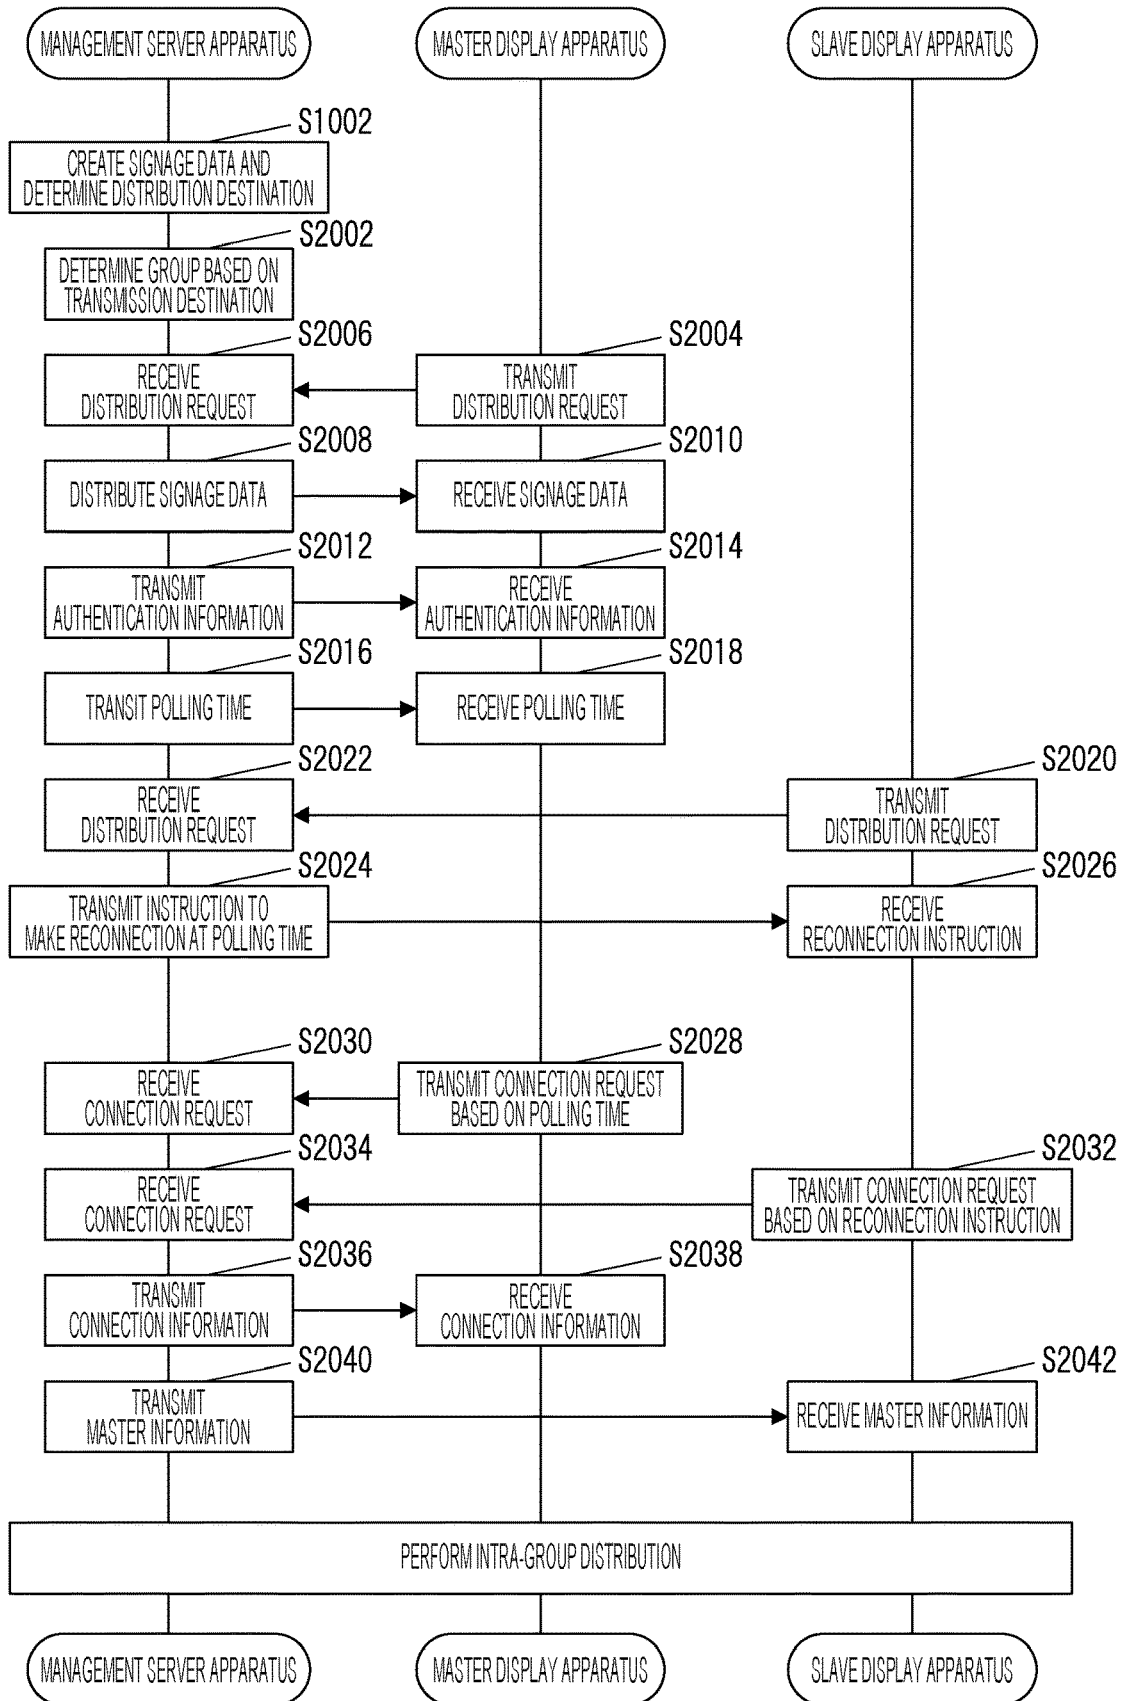 MANAGEMENT SERVER APPARATUS
MASTER DISPLAY APPARATUS
SLAVE DISPLAY APPARATUS
S1002
CREATE SIGNAGE DATA AND
DETERMINE DISTRIBUTION DESTINATION
S2002
DETERMINE GROUP BASED ON
TRANSMISSION DESTINATION
S2006
RECEIVE
DISTRIBUTION REQUEST
S2004
TRANSMIT
DISTRIBUTION REQUEST
S2008
DISTRIBUTE SIGNAGE DATA
S2010
RECEIVE SIGNAGE DATA
S2012
TRANSMIT
AUTHENTICATION INFORMATION
S2014
RECEIVE
AUTHENTICATION INFORMATION
S2016
TRANSIT POLLING TIME
S2018
RECEIVE POLLING TIME
S2022
RECEIVE
DISTRIBUTION REQUEST
S2020
TRANSMIT
DISTRIBUTION REQUEST
S2024
TRANSMIT INSTRUCTION TO
MAKE RECONNECTION AT POLLING TIME
S2026
RECEIVE
RECONNECTION INSTRUCTION
S2030
RECEIVE
CONNECTION REQUEST
S2028
TRANSMIT CONNECTION REQUEST
BASED ON POLLING TIME
S2034
RECEIVE
CONNECTION REQUEST
S2032
TRANSMIT CONNECTION REQUEST
BASED ON RECONNECTION INSTRUCTION
S2036
TRANSMIT
CONNECTION INFORMATION
S2038
RECEIVE
CONNECTION INFORMATION
S2040
TRANSMIT
MASTER INFORMATION
S2042
RECEIVE MASTER INFORMATION
PERFORM INTRA-GROUP DISTRIBUTION
MANAGEMENT SERVER APPARATUS
MASTER DISPLAY APPARATUS
SLAVE DISPLAY APPARATUS